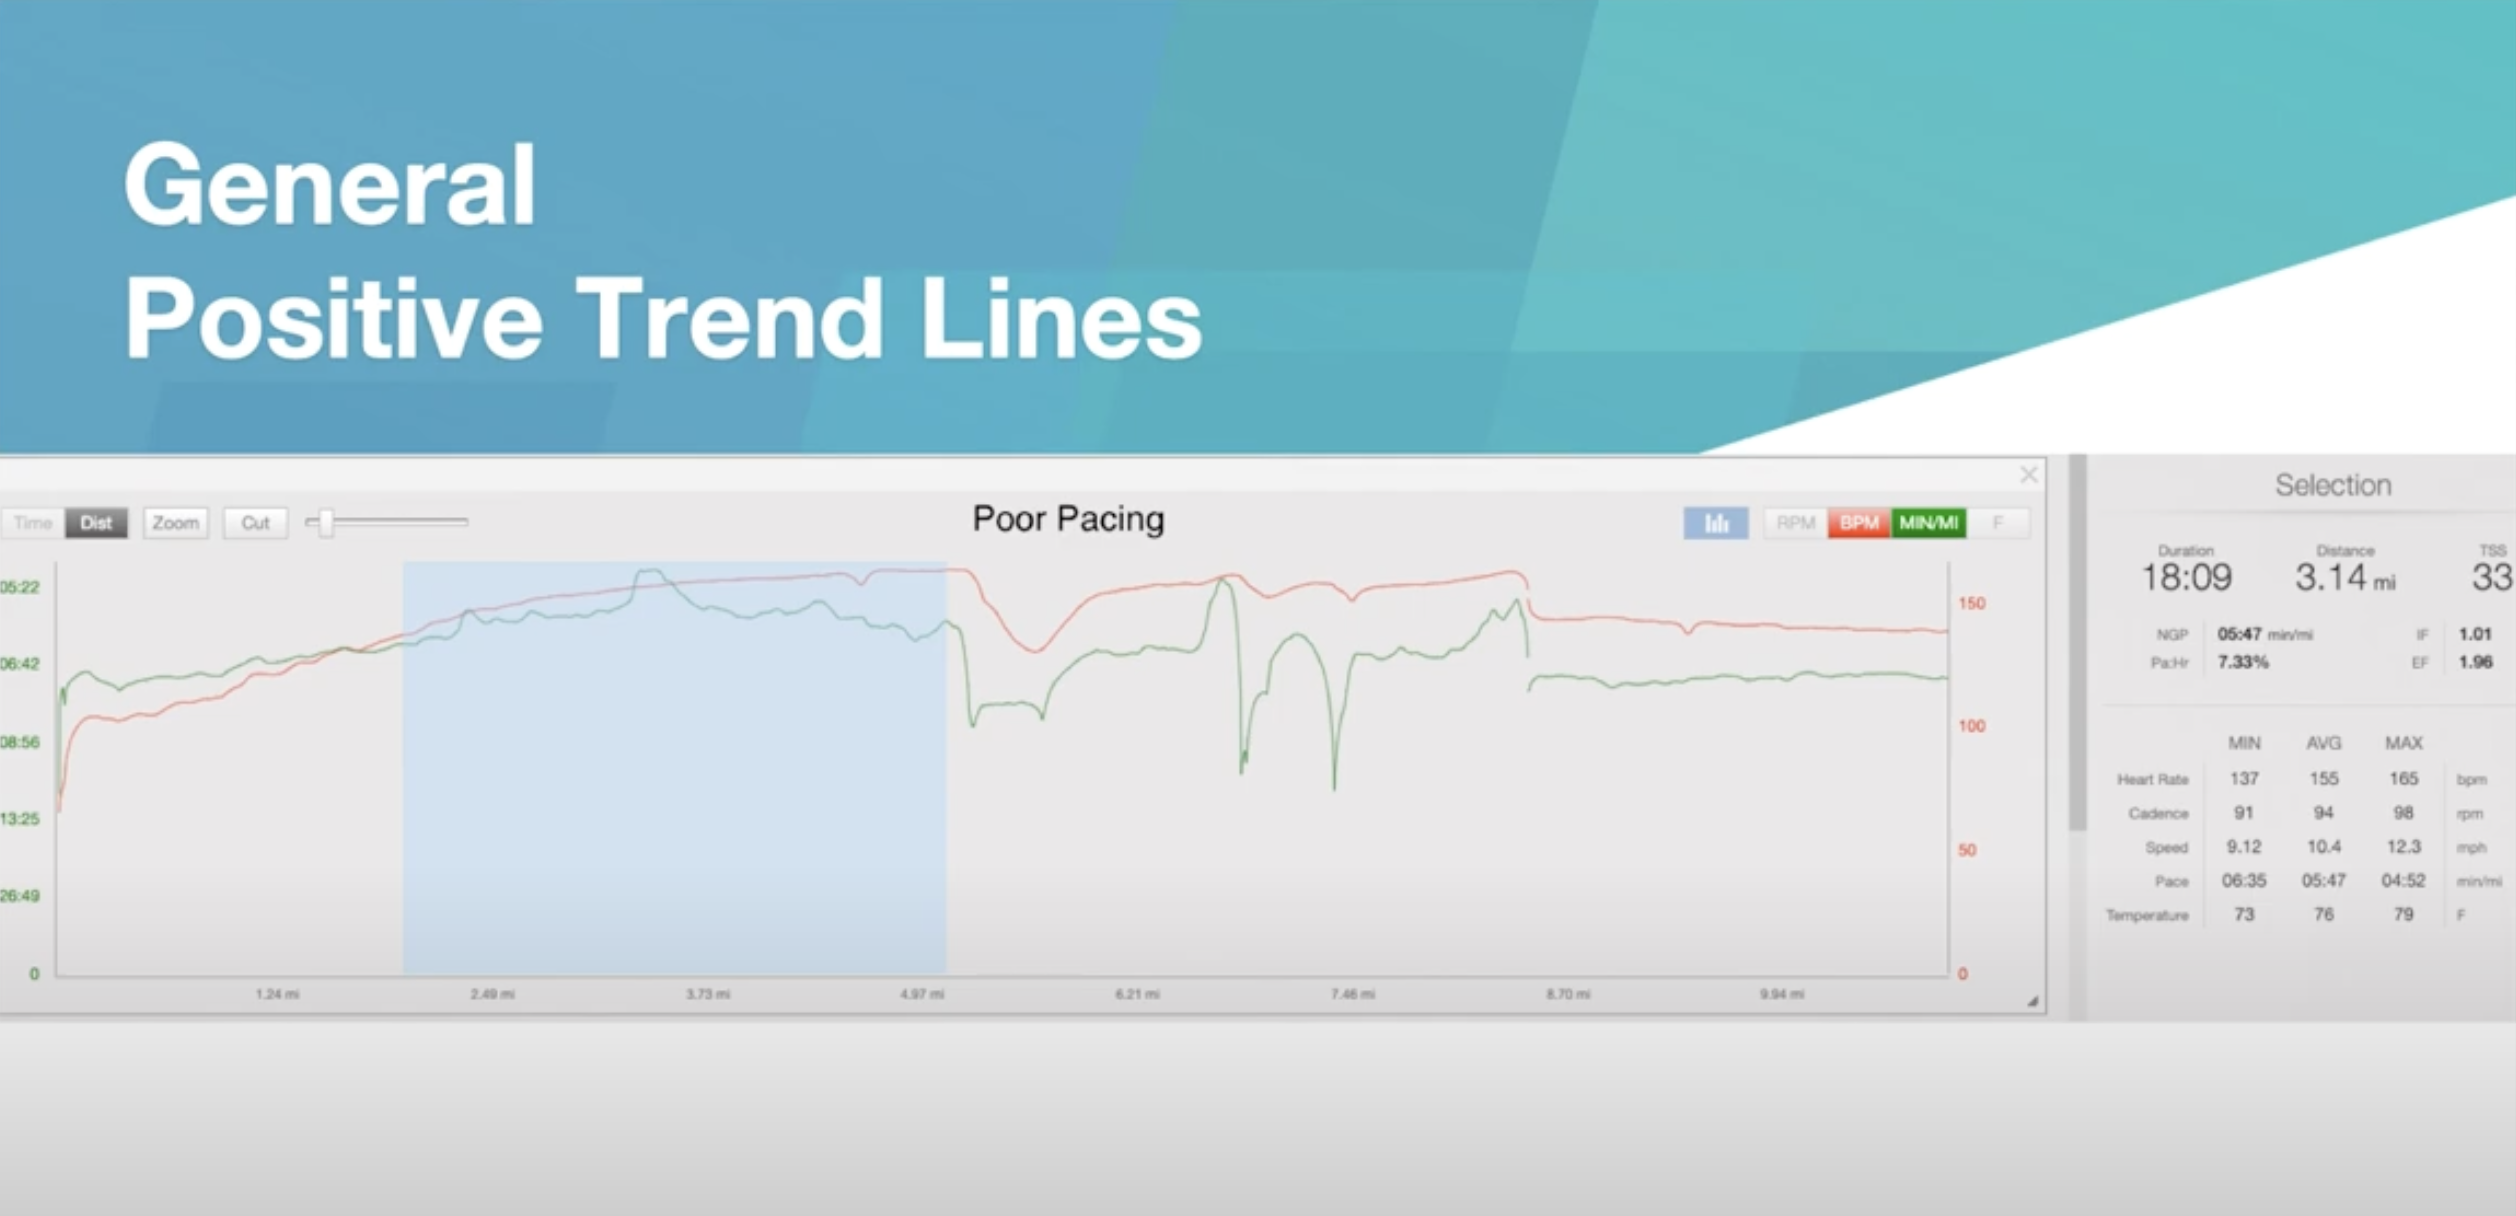 General
Positive Trend Lines
Time Dist Zoom Cut
Poor Pacing
RPM BPM MIN/MI F
05:22
06:42
08:56
13:25
26:49
0
150
100
50
0
1.24 mi 2.49 mi 3.73 mi 4.97 mi 6.21 mi 7.46 mi 8.70 mi 9.94 mi
Selection
Duration Distance TSS
18:09 3.14 mi 33
NGP 05:47 min/mi IF 1.01
Pa:Hr 7.33% EF 1.96
MIN AVG MAX
Heart Rate 137 155 165 bpm
Cadence 91 94 98 rpm
Speed 9.12 10.4 12.3 mph
Pace 06:35 05:47 04:52 min/mi
Temperature 73 76 79 F